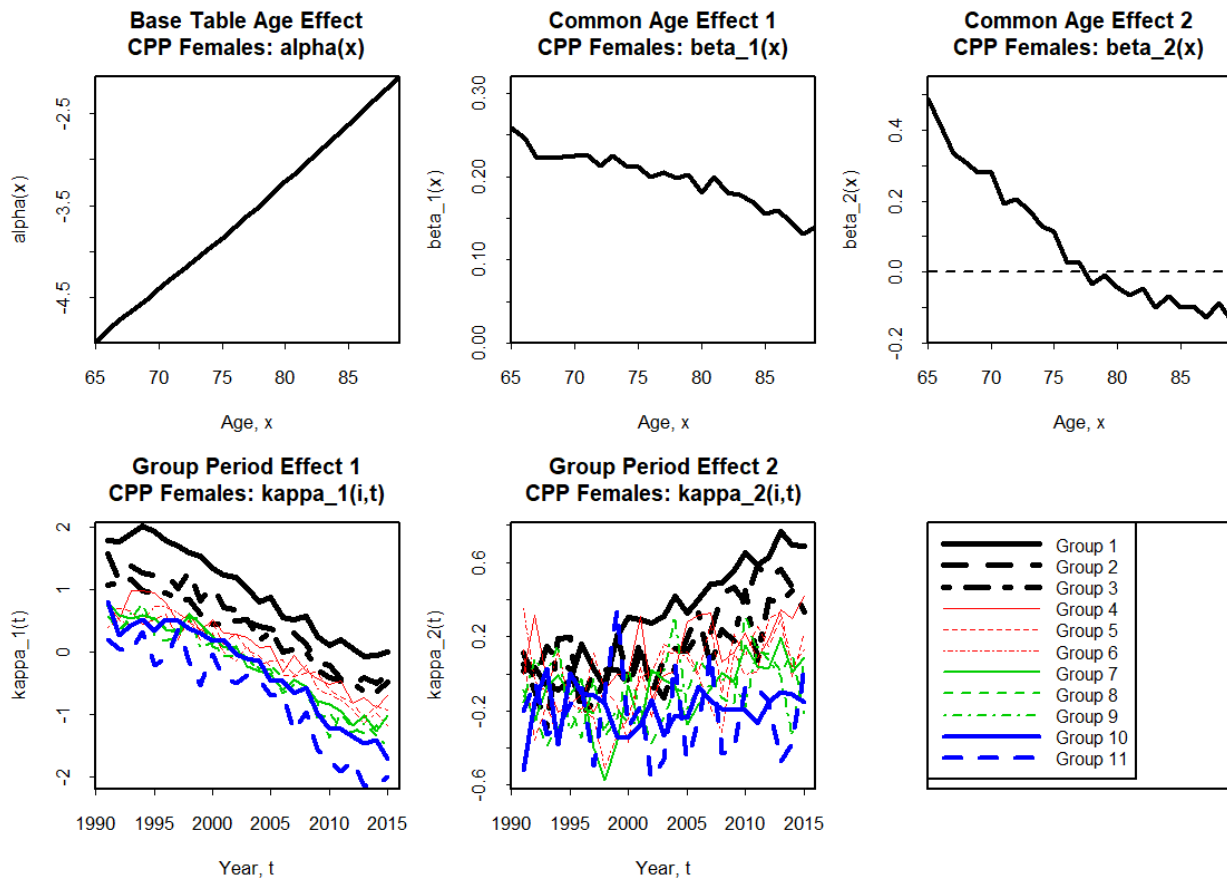 Base Table Age Effect
CPP Females: alpha(x)
alpha(x)
-2.5
-3.5
-4.5
65 70 75 80 85
Age, x
Common Age Effect 1
CPP Females: beta_1(x)
beta_1(x)
0.30
0.20
0.10
0.00
65 70 75 80 85
Age, x
Common Age Effect 2
CPP Females: beta_2(x)
beta_2(x)
0.4
0.2
0.0
-0.2
65 70 75 80 85
Age, x
Group Period Effect 1
CPP Females: kappa_1(i,t)
kappa_1(t)
2
1
0
-1
-2
1990 1995 2000 2005 2010 2015
Year, t
Group Period Effect 2
CPP Females: kappa_2(i,t)
kappa_2(t)
0.6
0.2
-0.2
-0.6
1990 1995 2000 2005 2010 2015
Year, t
Group 1
Group 2
Group 3
Group 4
Group 5
Group 6
Group 7
Group 8
Group 9
Group 10
Group 11